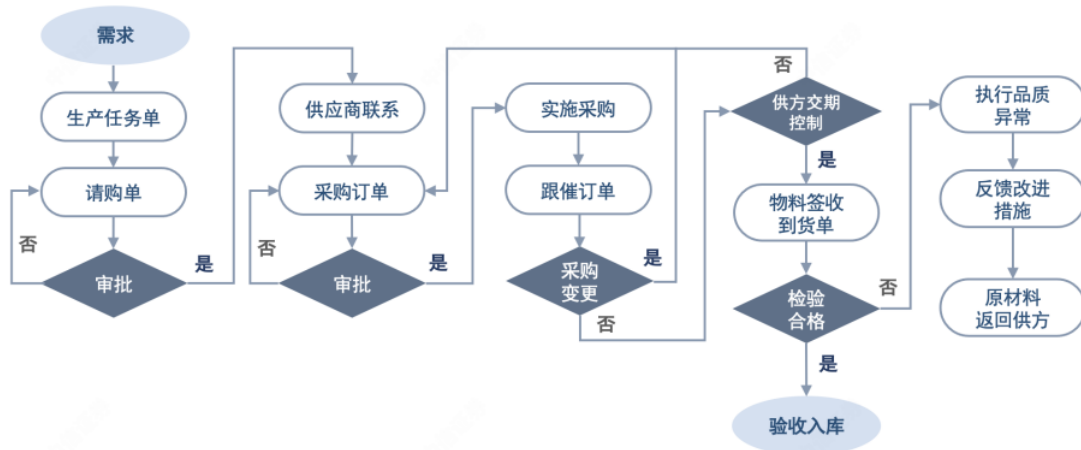 需求
生产任务单
请购单
否
审批
是
供应商联系
采购订单
否
审批
是
实施采购
跟催订单
采购
变更
是
否
否
供方交期
控制
是
物料签收
到货单
检验
合格
否
是
验收入库
执行品质
异常
反馈改进
措施
原材料
返回供方